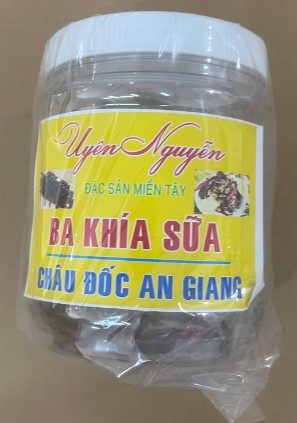 Uyên Nguyễn
ĐẶC SẢN MIỀN TÂY
BA KHÍA SỮA
CHÂU ĐỐC AN GIANG